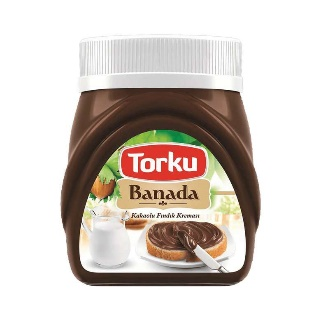 Torku
Banada
Kakaolu Fındık Kreması